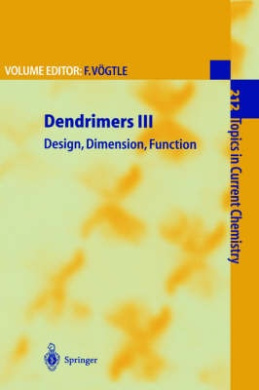 VOLUME EDITOR: F.VÖGTLE
Dendrimers III
Design, Dimension, Function
212 Topics in Current Chemistry
Springer